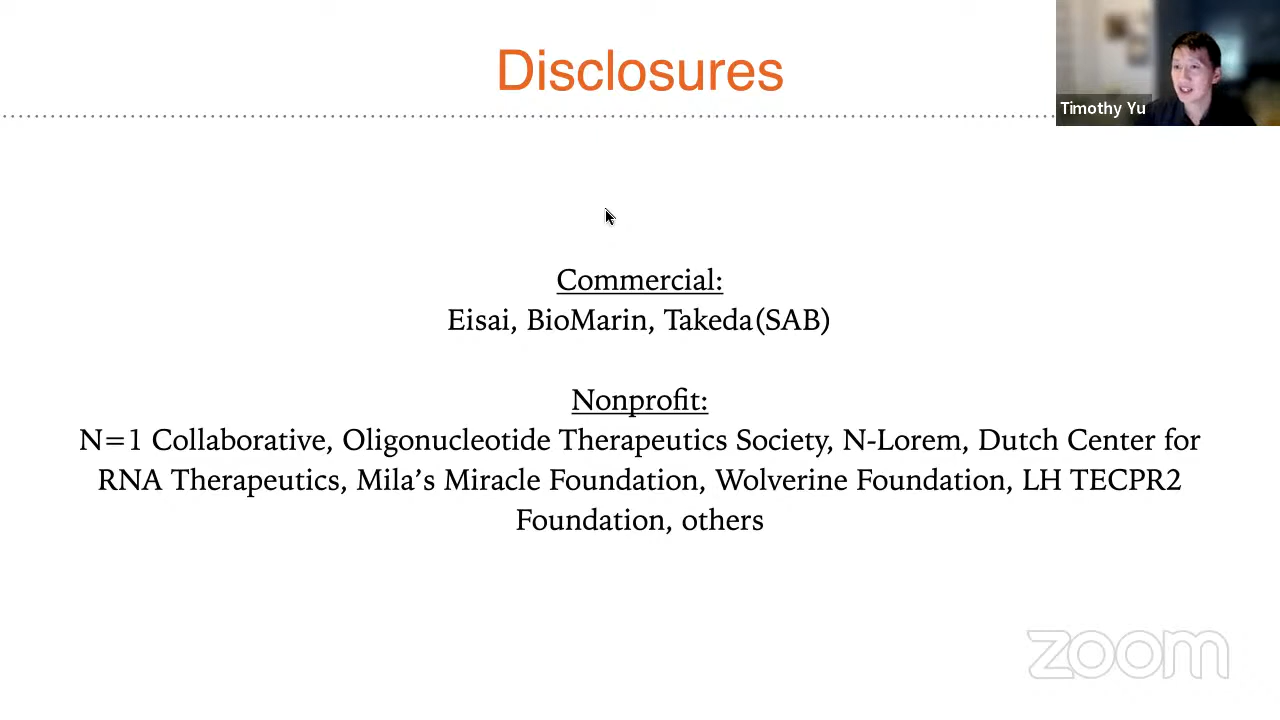 Disclosures
Timothy Yu
Commercial:
Eisai, BioMarin, Takeda(SAB)
Nonprofit:
N=1 Collaborative, Oligonucleotide Therapeutics Society, N-Lorem, Dutch Center for
RNA Therapeutics, Mila’s Miracle Foundation, Wolverine Foundation, LH TECPR2
Foundation, others
zoom